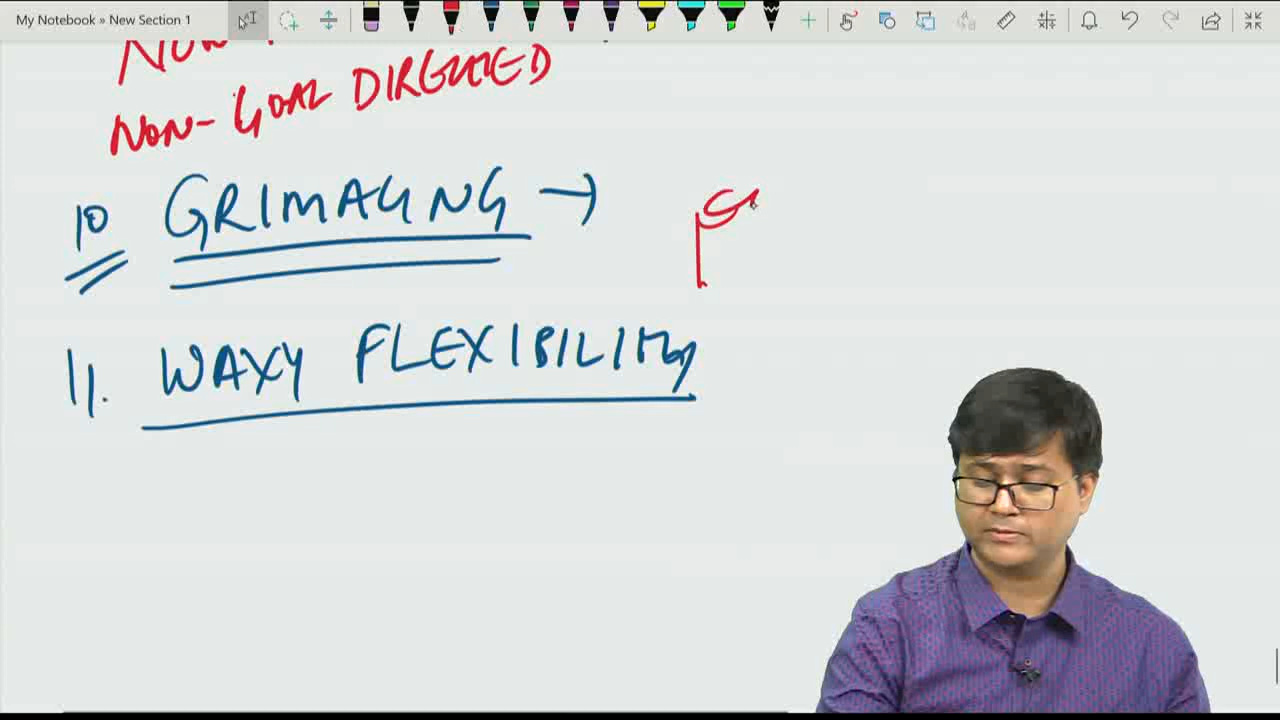 My Notebook » New Section 1
NON-GOAL DIRECTED
10 GRIMACING →
11. WAXY FLEXIBILITY